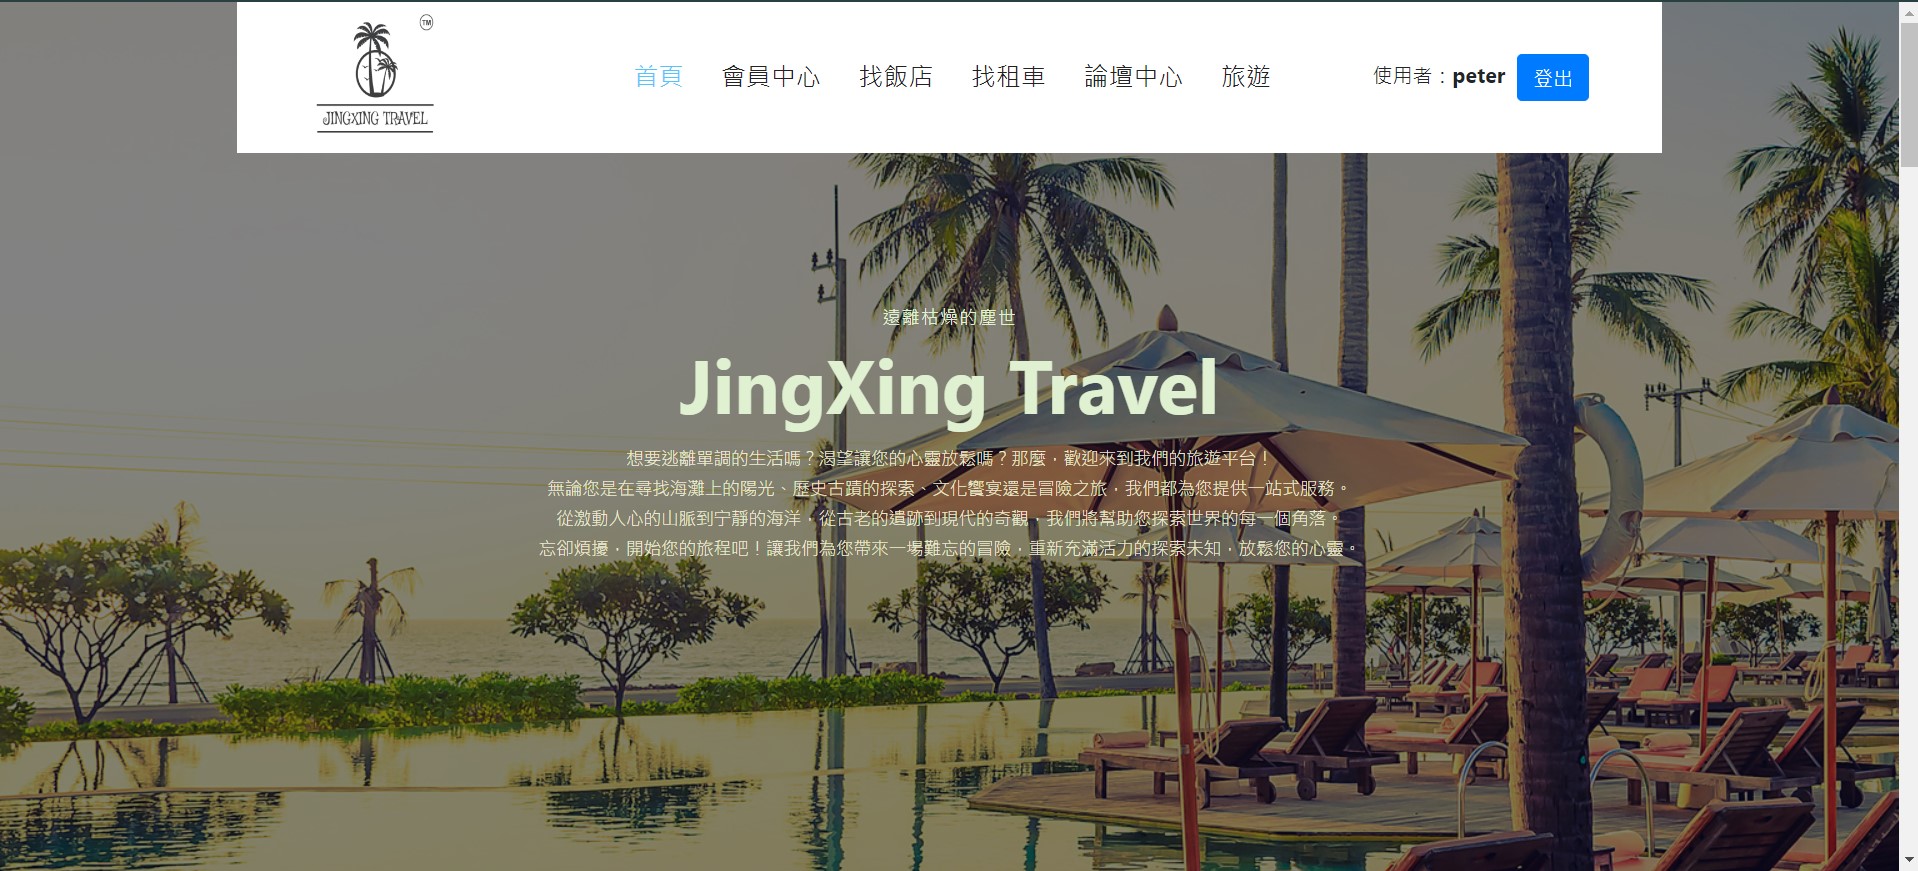 TM
JINGXING TRAVEL
首頁 會員中心 找飯店 找租車 論壇中心 旅遊 使用者：peter 登出
遠離枯燥的塵世
JingXing Travel
想要逃離單調的生活嗎？渴望讓您的心靈放鬆嗎？那麼，歡迎來到我們的旅遊平台！
無論您是在尋找海灘上的陽光、歷史古蹟的探索、文化饗宴還是冒險之旅，我們都為您提供一站式服務。
從激動人心的山脈到宁靜的海洋，從古老的遺跡到現代的奇觀，我們將幫助您探索世界的每一個角落。
忘卻煩擾，開始您的旅程吧！讓我們為您帶來一場難忘的冒險，重新充滿活力的探索未知，放鬆您的心靈。